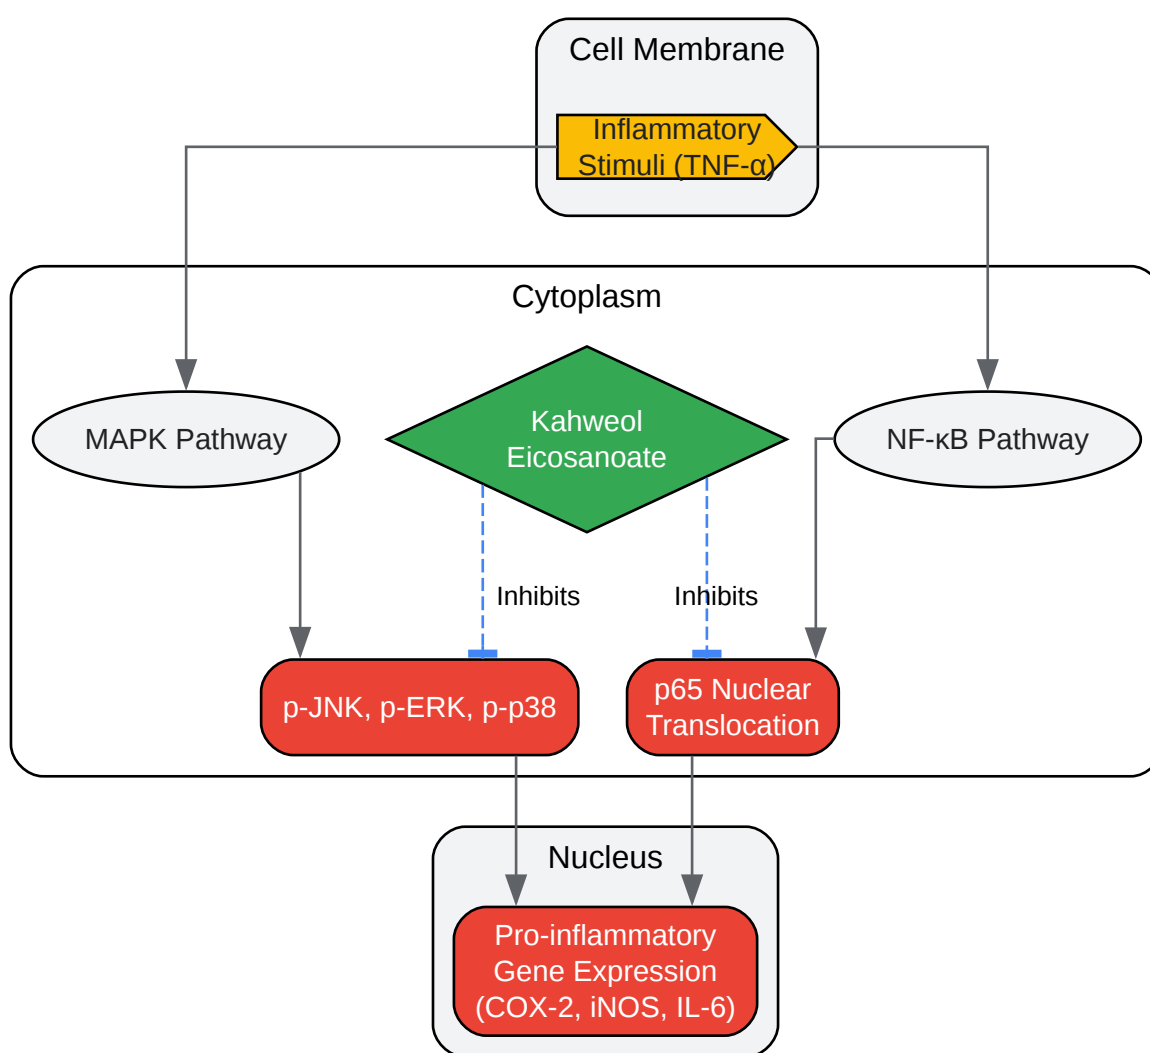 Cell Membrane
Inflammatory
Stimuli (TNF-α)
Cytoplasm
MAPK Pathway
Kahweol
Eicosanoate
NF-κB Pathway
Inhibits
Inhibits
p-JNK, p-ERK, p-p38
p65 Nuclear
Translocation
Nucleus
Pro-inflammatory
Gene Expression
(COX-2, iNOS, IL-6)